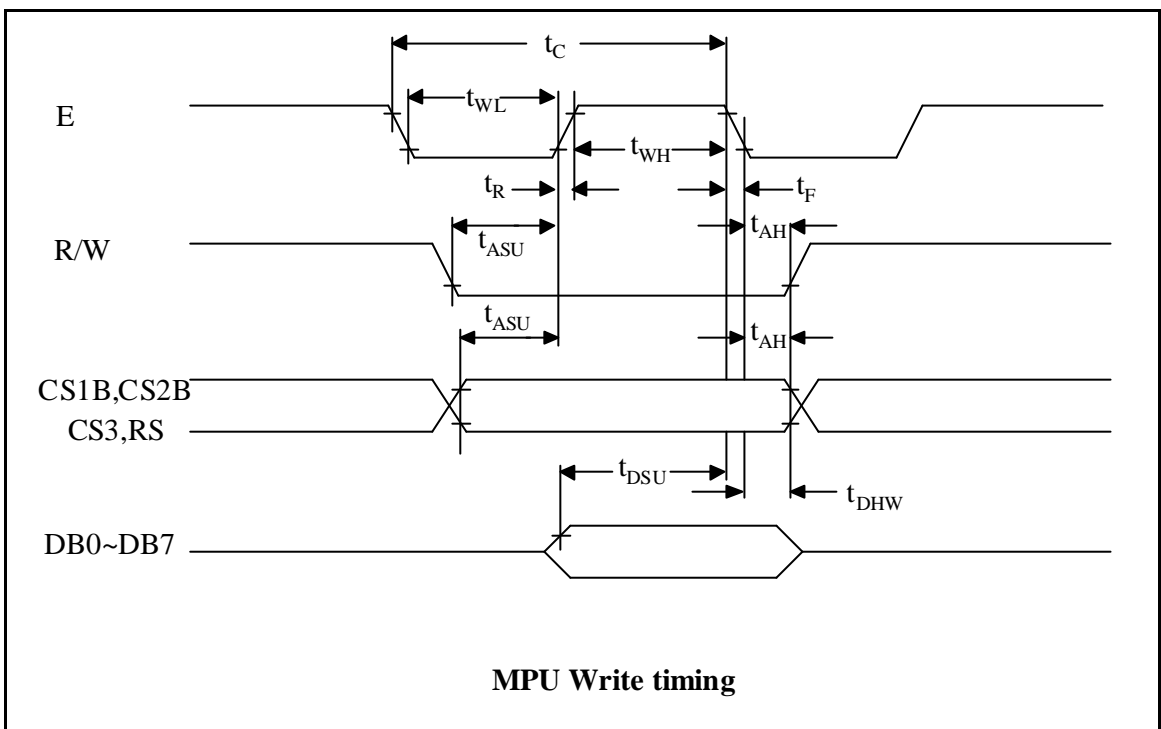 tC
E
tWL
tWH
tR
tF
R/W
tASU
tAH
tASU
tAH
CS1B,CS2B
CS3,RS
tDSU
tDHW
DB0~DB7
MPU Write timing